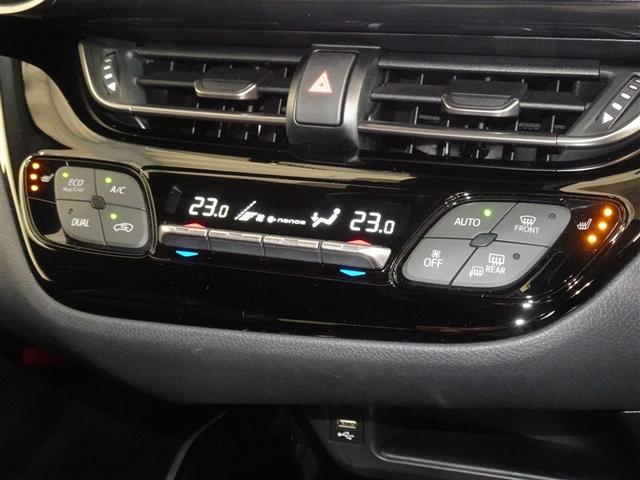 ECO
Heat/Cool
A/C
DUAL
23.0
nanoe
23.0
AUTO
FRONT
OFF
REAR